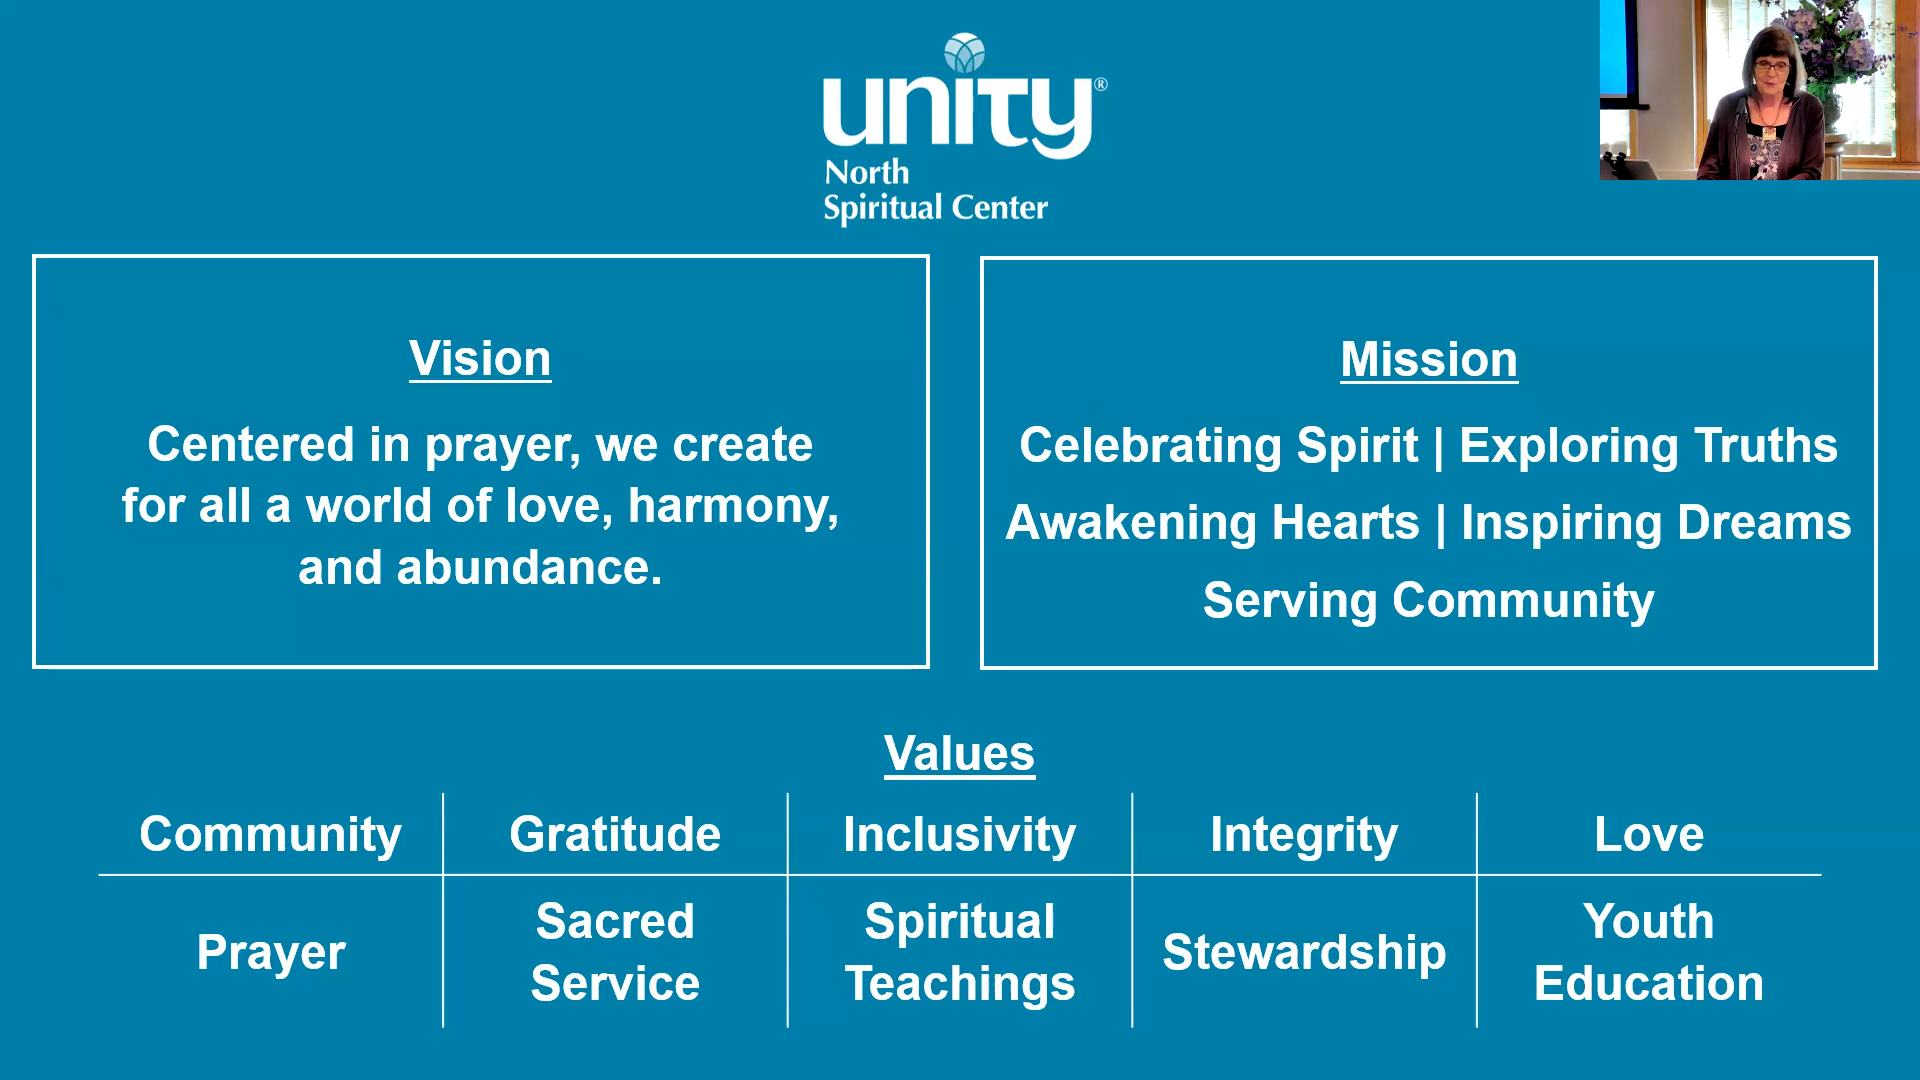 unity®
North
Spiritual Center
Vision
Centered in prayer, we create
for all a world of love, harmony,
and abundance.
Mission
Celebrating Spirit | Exploring Truths
Awakening Hearts | Inspiring Dreams
Serving Community
Values
Community Gratitude Inclusivity Integrity Love
Prayer
Sacred
Service
Spiritual
Teachings
Stewardship
Youth
Education